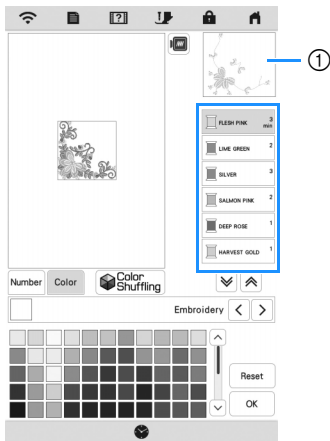 ?
①
FLESH PINK 3
min
LIME GREEN 2
SILVER 3
SALMON PINK 2
DEEP ROSE 1
HARVEST GOLD 1
Number Color Color
Shuffling
Embroidery < >
Reset
OK